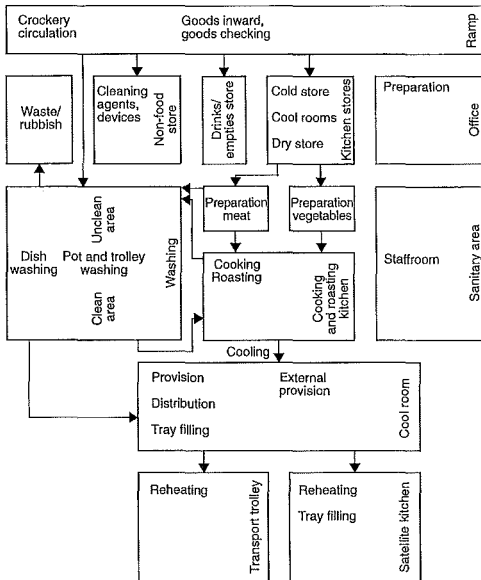 Crockery
circulation
Goods inward,
goods checking
Ramp
Waste/
rubbish
Cleaning
agents,
devices
Non-food
store
Drinks/
empties store
Cold store
Cool rooms
Dry store
Kitchen stores
Preparation
Office
Unclean
area
Dish
washing
Pot and trolley
washing
Clean
area
Washing
Preparation
meat
Preparation
vegetables
Cooking
Roasting
Cooking
and roasting
kitchen
Staffroom
Sanitary area
Cooling
Provision
Distribution
Tray filling
External
provision
Cool room
Reheating
Transport trolley
Reheating
Tray filling
Satellite kitchen